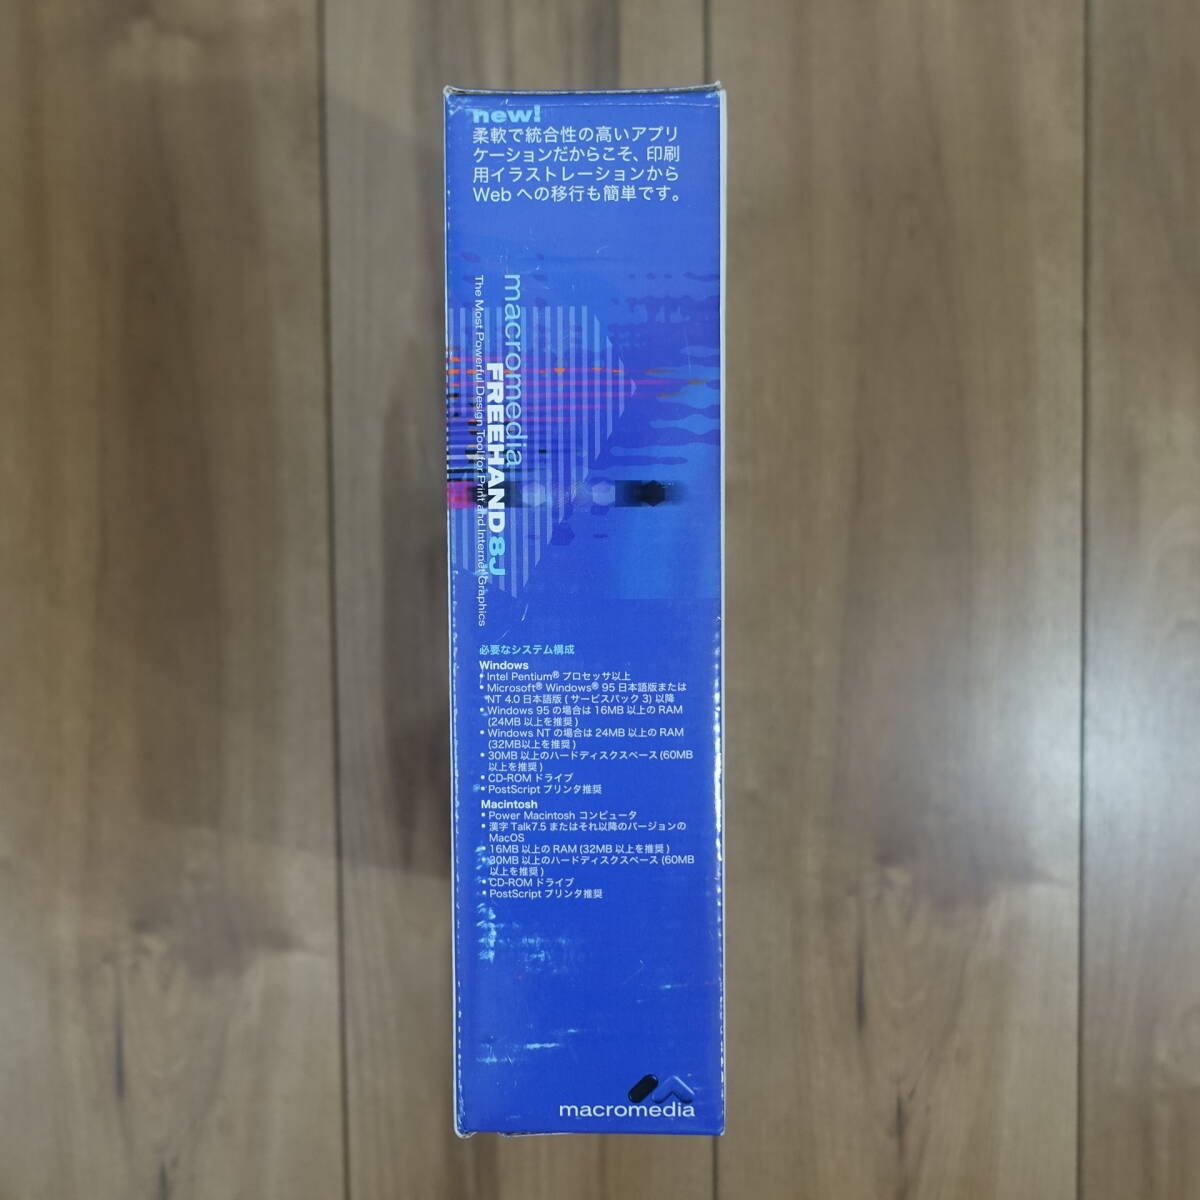 new!
柔軟で統合性の高いアプリ
ケーションだからこそ、印刷
用イラストレーションから
Web への移行も簡単です。
macromedia
FREEHAND 8J
The Most Powerful Design Tool for Print and Internet Graphics
必要なシステム構成
Windows
• Intel Pentium® プロセッサ以上
• Microsoft® Windows® 95 日本語版または
NT 4.0 日本語版 (サービスパック 3) 以降
• Windows 95 の場合は 16MB 以上の RAM
(24MB 以上を推奨)
• Windows NT の場合は 24MB 以上の RAM
(32MB以上を推奨)
• 30MB 以上のハードディスクスペース (60MB
以上を推奨)
• CD-ROM ドライブ
• PostScript プリンタ推奨
Macintosh
• Power Macintosh コンピュータ
• 漢字 Talk7.5 またはそれ以降のバージョンの
MacOS
• 16MB 以上の RAM (32MB 以上を推奨)
• 30MB 以上のハードディスクスペース (60MB
以上を推奨)
• CD-ROM ドライブ
• PostScript プリンタ推奨
macromedia